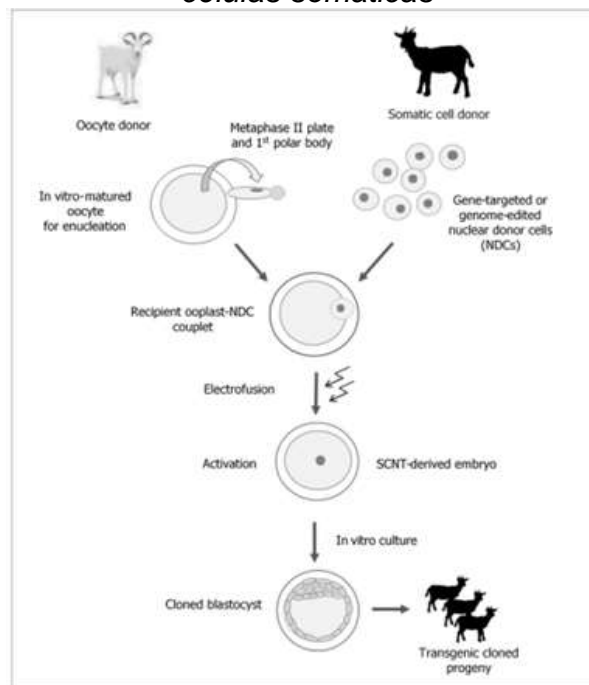 células somáticas
Oocyte donor
Somatic cell donor
Metaphase II plate
and 1st polar body
In vitro-matured
oocyte
for enucleation
Gene-targeted or
genome-edited
nuclear donor cells
(NDCs)
Recipient ooplast-NDC
couplet
Electrofusion
Activation
SCNT-derived embryo
In vitro culture
Cloned blastocyst
Transgenic cloned
progeny